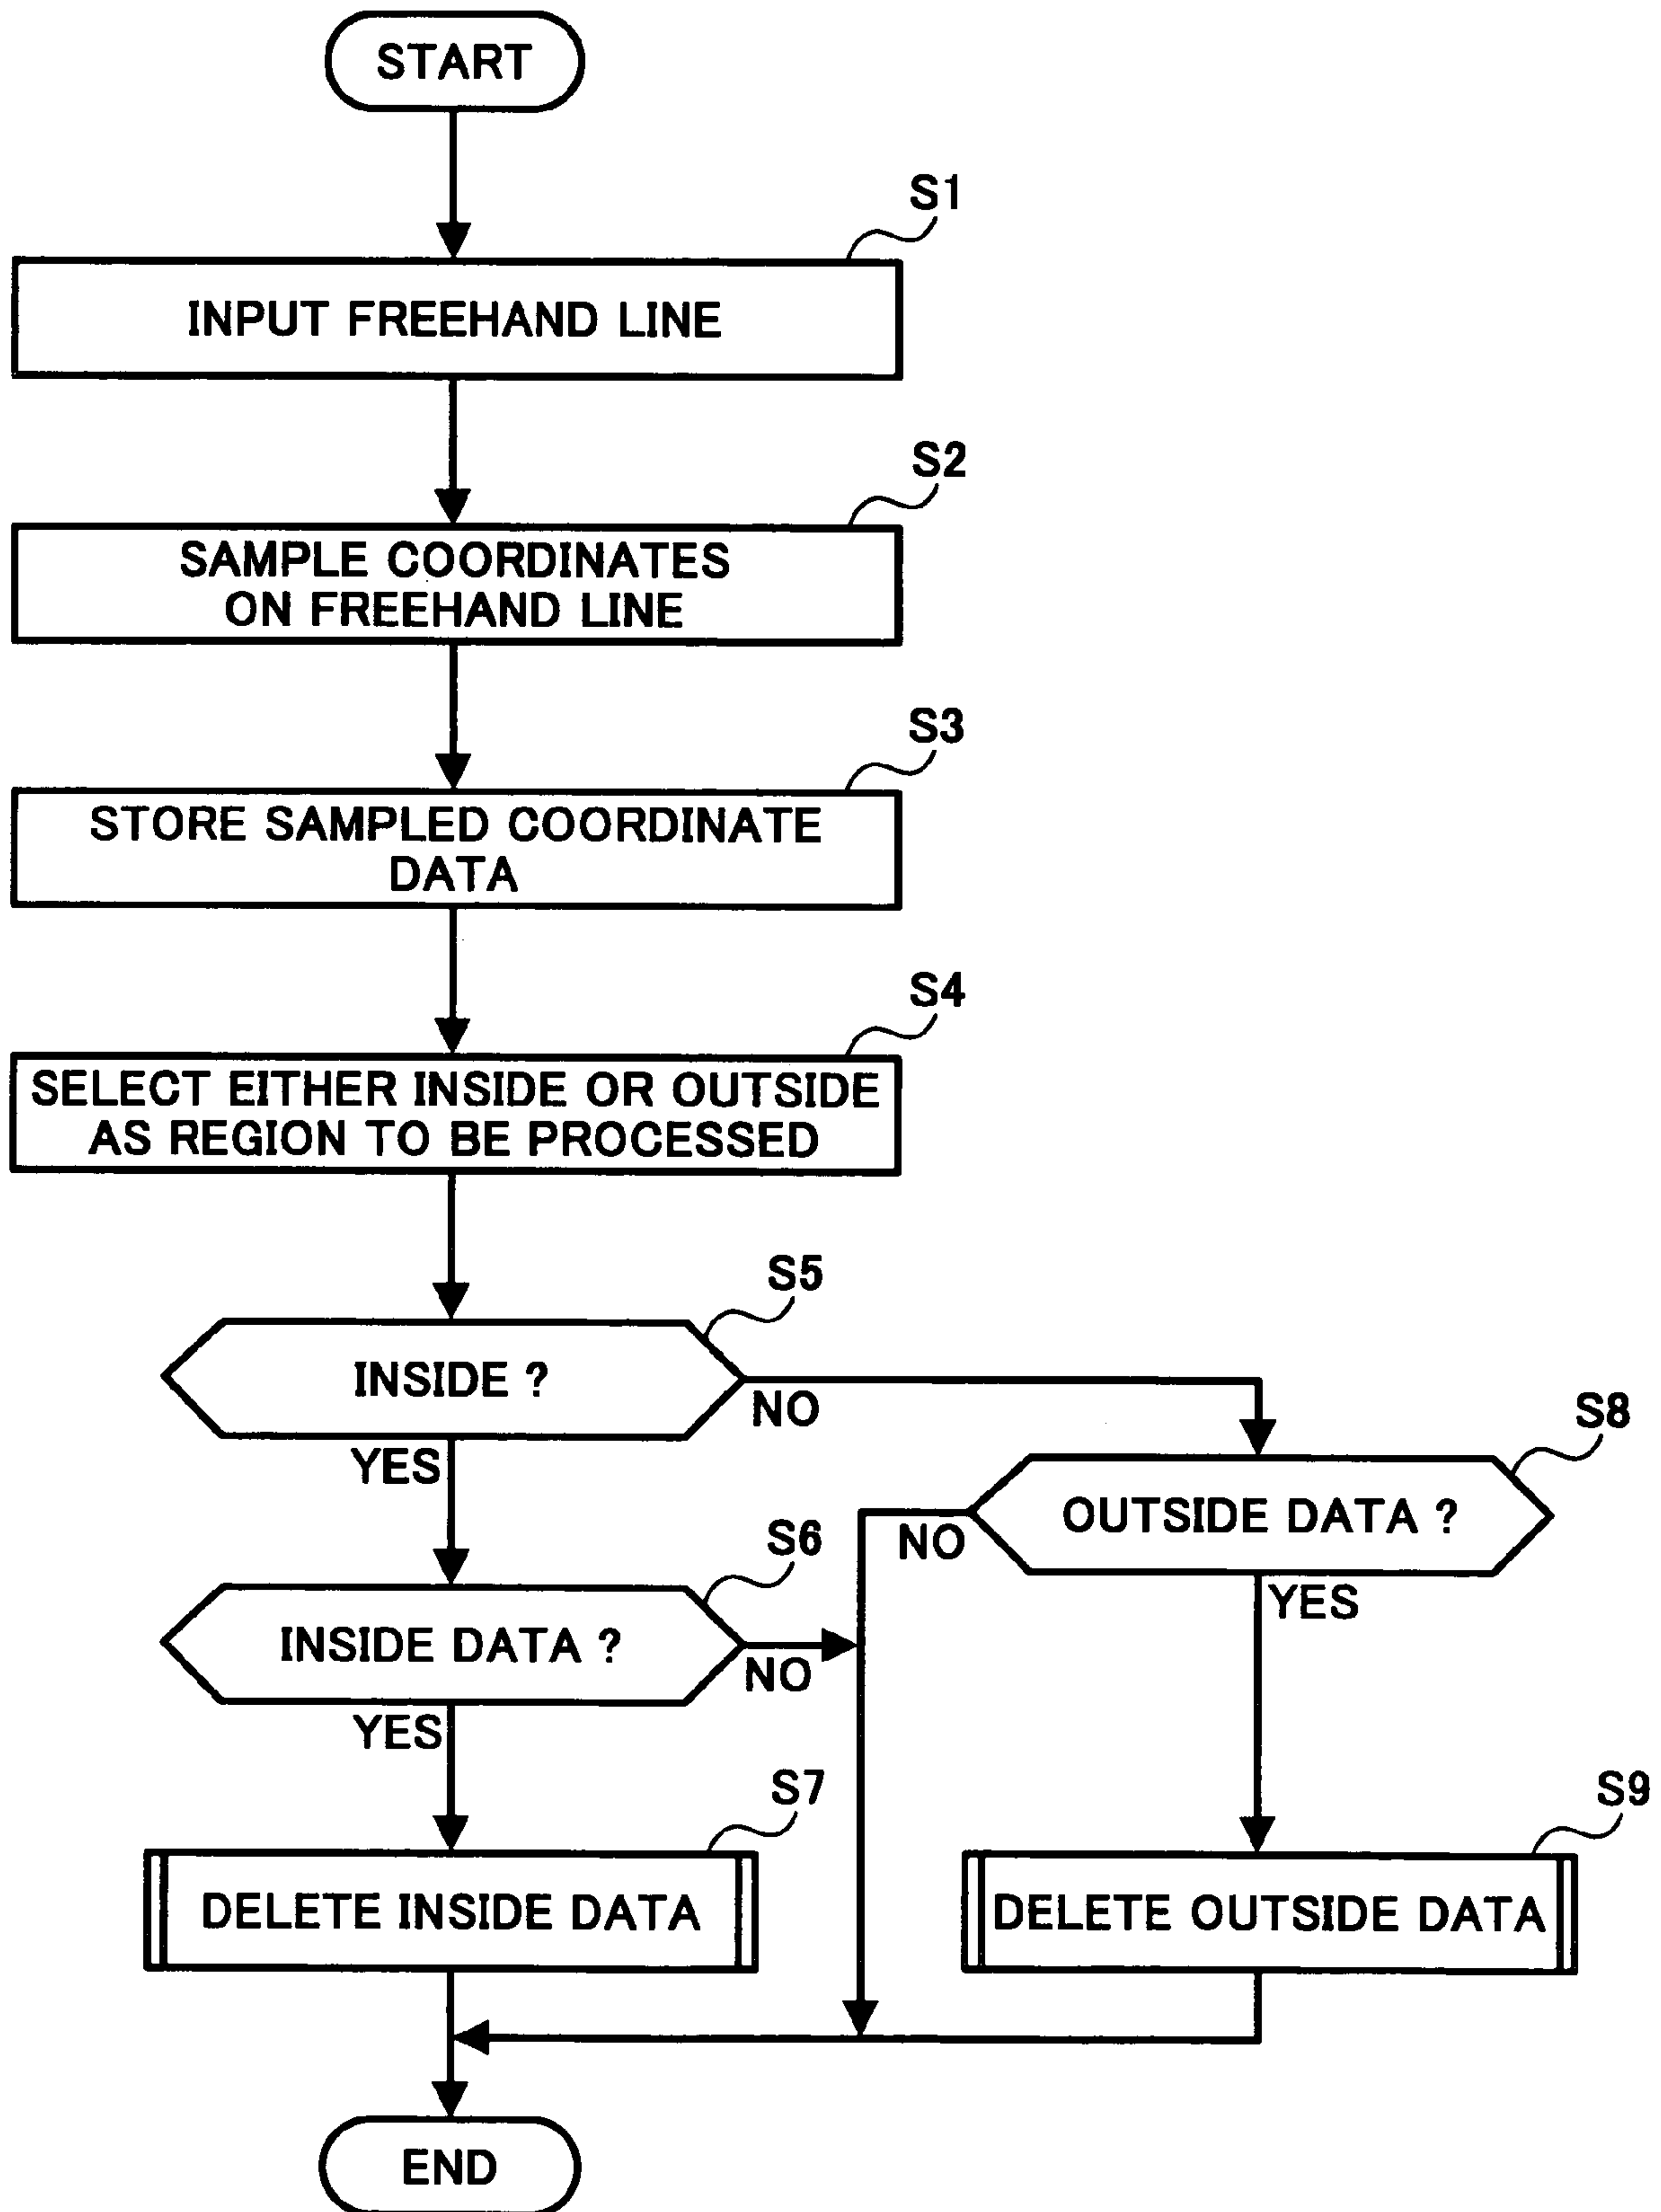 START
S1
INPUT FREEHAND LINE
S2
SAMPLE COORDINATES
ON FREEHAND LINE
S3
STORE SAMPLED COORDINATE
DATA
S4
SELECT EITHER INSIDE OR OUTSIDE
AS REGION TO BE PROCESSED
S5
INSIDE ?
NO
YES
S8
OUTSIDE DATA ?
NO
YES
S6
INSIDE DATA ?
NO
YES
S7
DELETE INSIDE DATA
S9
DELETE OUTSIDE DATA
END